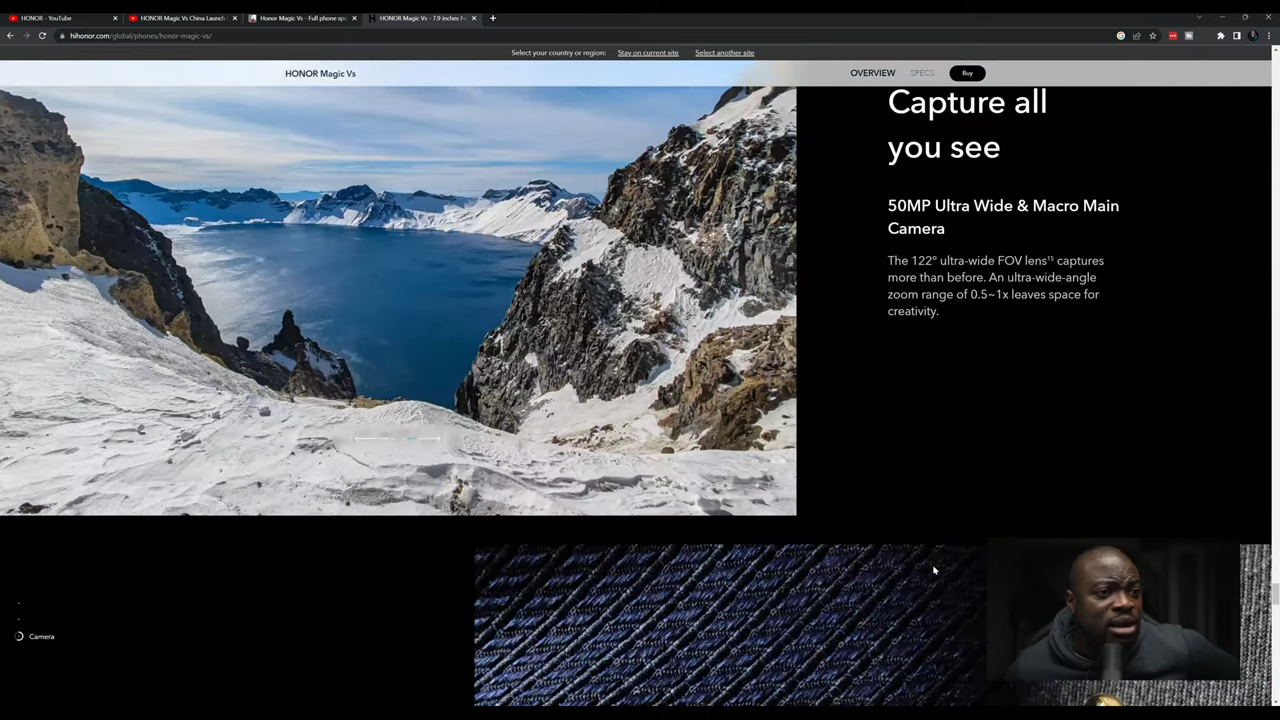 HONOR - YouTube
HONOR Magic Vs China Launch
Honor Magic Vs - Full phone spe
HONOR Magic Vs - 7.9 inches F
hihonor.com/global/phones/honor-magic-vs/
Select your country or region: Stay on current site Select another site
HONOR Magic Vs OVERVIEW SPECS Buy
Capture all
you see
50MP Ultra Wide & Macro Main
Camera
The 122° ultra-wide FOV lens¹⁵ captures
more than before. An ultra-wide-angle
zoom range of 0.5~1x leaves space for
creativity.
Camera